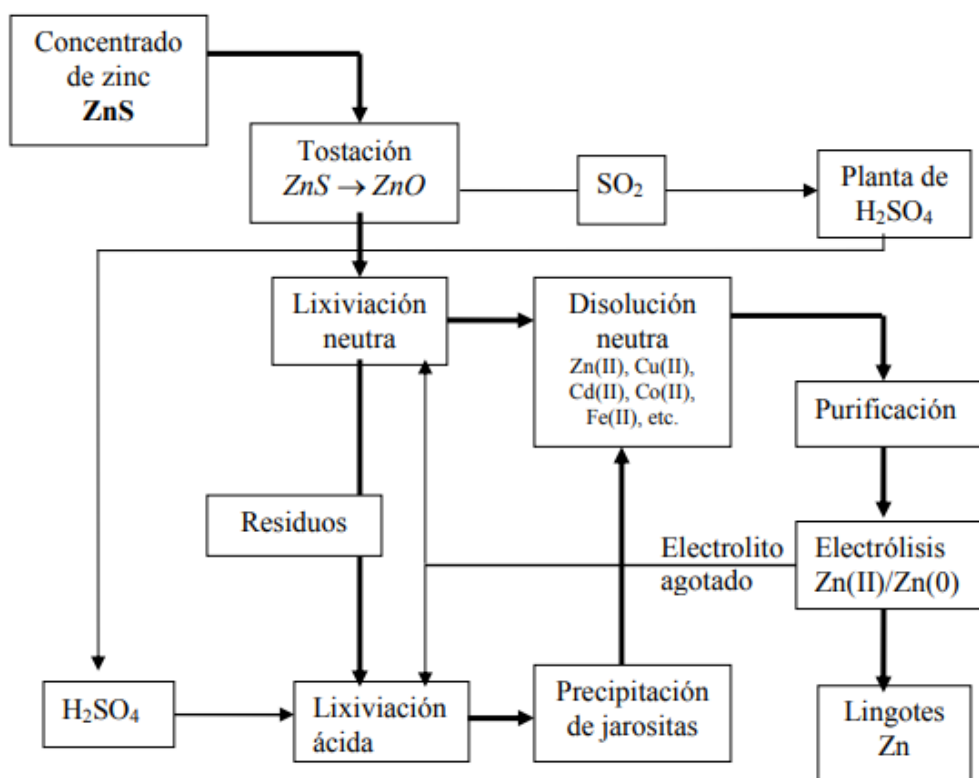 Concentrado
de zinc
ZnS
Tostación
ZnS → ZnO
SO₂
Planta de
H₂SO₄
Lixiviación
neutra
Disolución
neutra
Zn(II), Cu(II),
Cd(II), Co(II),
Fe(II), etc.
Purificación
Residuos
Electrolito
agotado
Electrólisis
Zn(II)/Zn(0)
H₂SO₄
Lixiviación
ácida
Precipitación
de jarositas
Lingotes
Zn